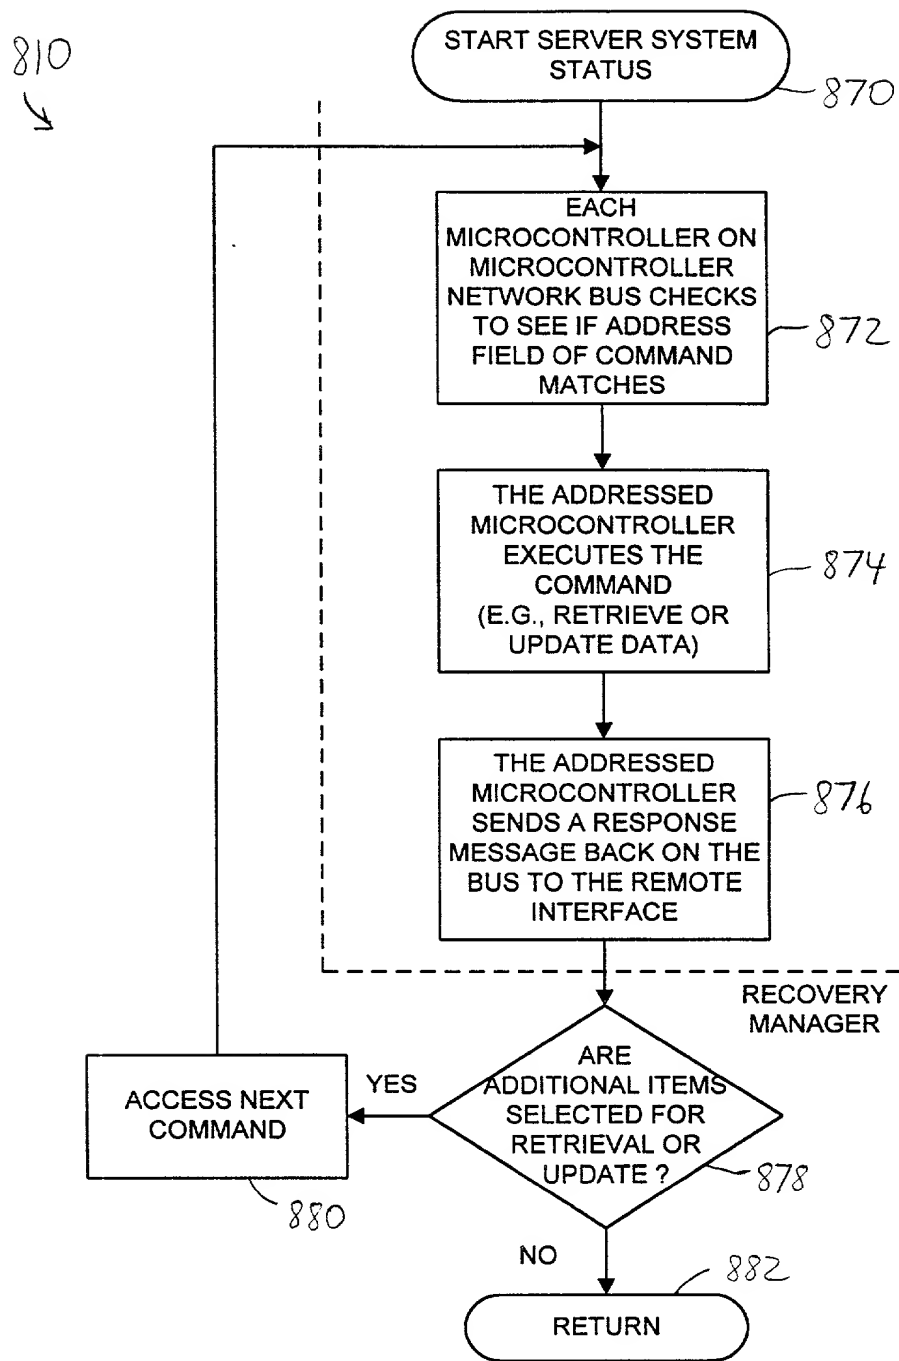 810
START SERVER SYSTEM
STATUS
870
EACH
MICROCONTROLLER ON
MICROCONTROLLER
NETWORK BUS CHECKS
TO SEE IF ADDRESS
FIELD OF COMMAND
MATCHES
872
THE ADDRESSED
MICROCONTROLLER
EXECUTES THE
COMMAND
(E.G., RETRIEVE OR
UPDATE DATA)
874
THE ADDRESSED
MICROCONTROLLER
SENDS A RESPONSE
MESSAGE BACK ON THE
BUS TO THE REMOTE
INTERFACE
876
RECOVERY
MANAGER
ARE
ADDITIONAL ITEMS
SELECTED FOR
RETRIEVAL OR
UPDATE ?
878
YES
ACCESS NEXT
COMMAND
880
NO
882
RETURN